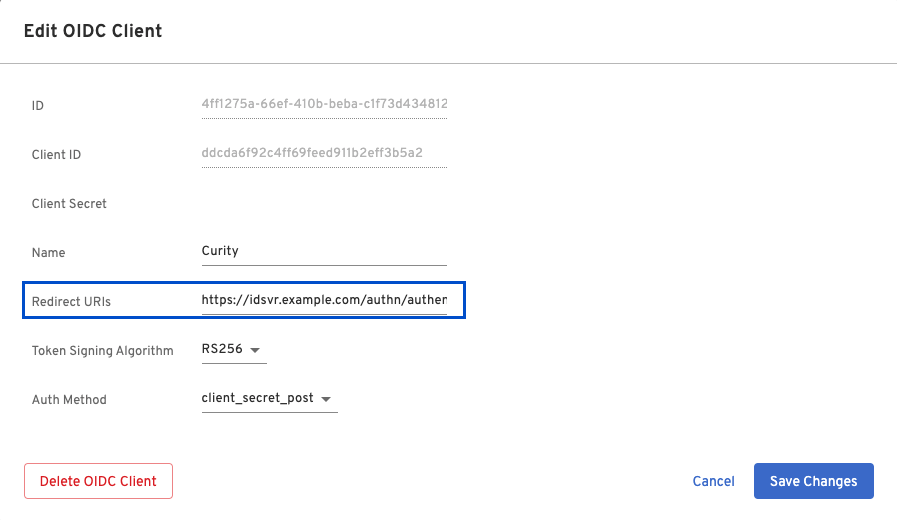 Edit OIDC Client
ID 4ff1275a-66ef-410b-beba-c1f73d434812
Client ID ddcda6f92c4ff69feed911b2eff3b5a2
Client Secret
Name Curity
Redirect URIs https://idsvr.example.com/authn/authen
Token Signing Algorithm RS256
Auth Method client_secret_post
Delete OIDC Client Cancel Save Changes